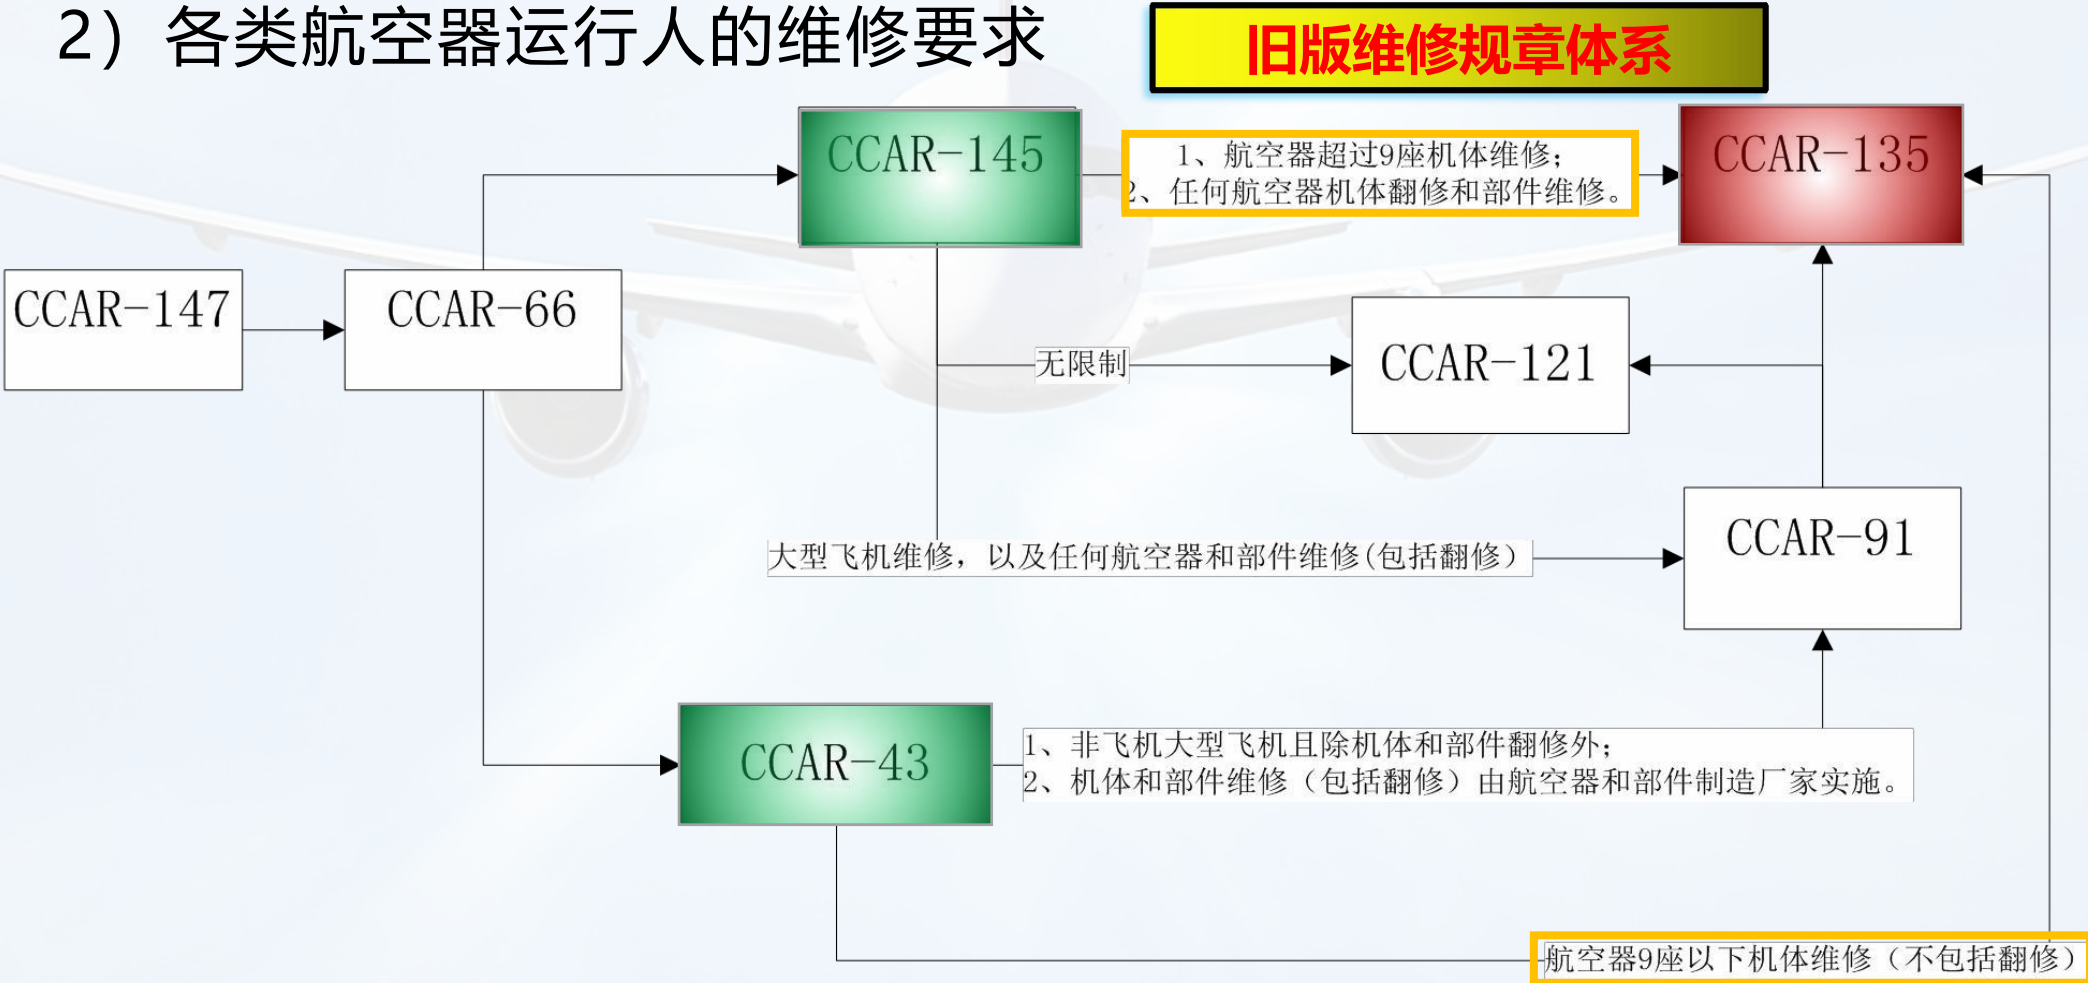 2）各类航空器运行人的维修要求
旧版维修规章体系
CCAR-145
1、航空器超过9座机体维修；
2、任何航空器机体翻修和部件维修。
CCAR-135
CCAR-147
CCAR-66
无限制
CCAR-121
大型飞机维修，以及任何航空器和部件维修(包括翻修）
CCAR-91
CCAR-43
1、非飞机大型飞机且除机体和部件翻修外；
2、机体和部件维修（包括翻修）由航空器和部件制造厂家实施。
航空器9座以下机体维修（不包括翻修）